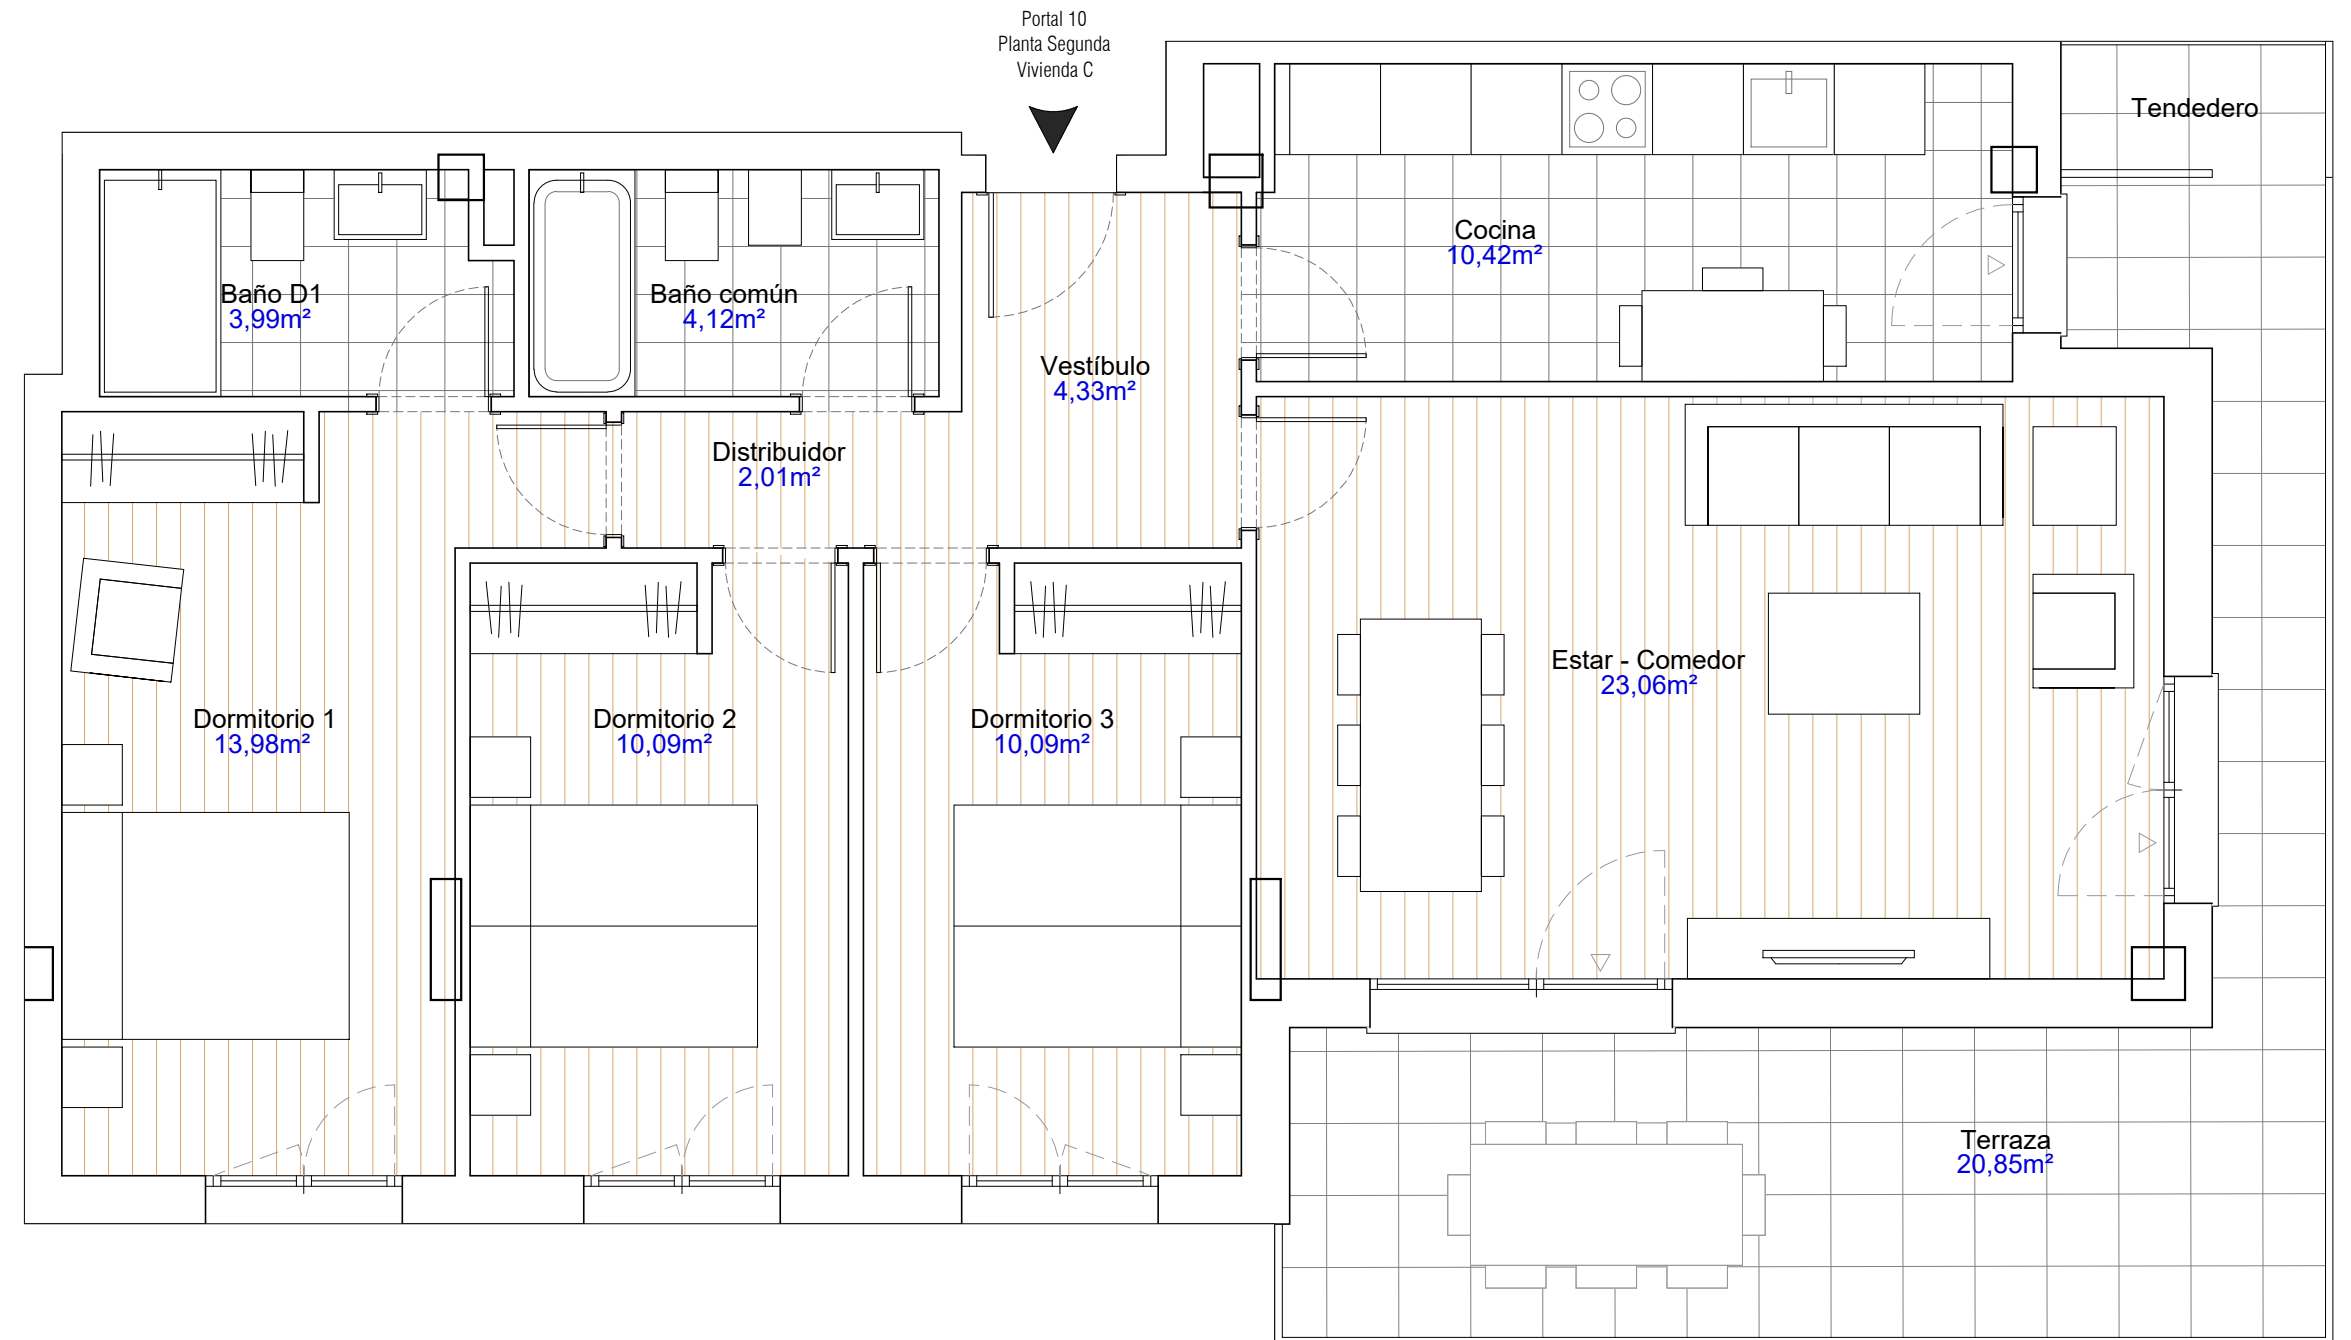 Portal 10
Planta Segunda
Vivienda C
Tendedero
Cocina
10,42m²
Baño D1
3,99m²
Baño común
4,12m²
Vestíbulo
4,33m²
Distribuidor
2,01m²
Estar - Comedor
23,06m²
Dormitorio 1
13,98m²
Dormitorio 2
10,09m²
Dormitorio 3
10,09m²
Terraza
20,85m²